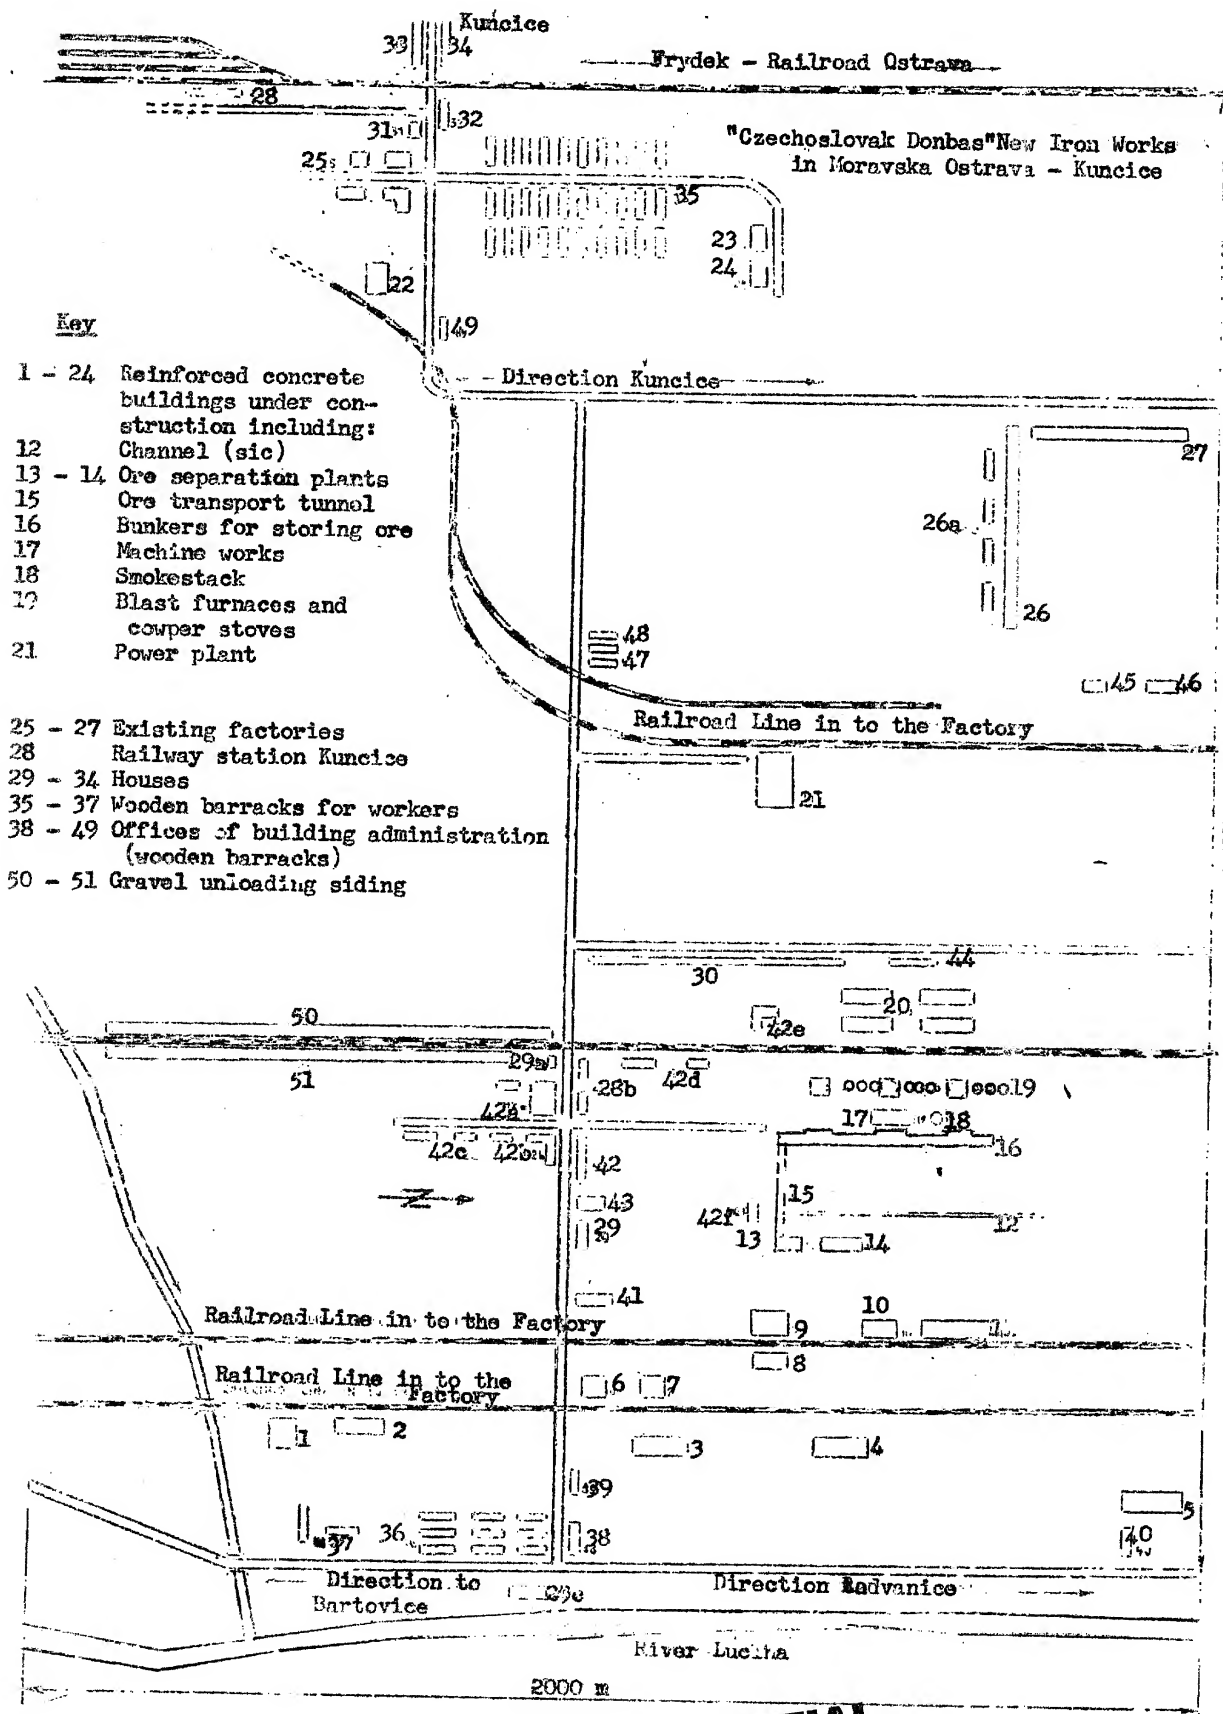 Kuncice
33
34
Frydek - Railroad Ostrava
28
32
31
"Czechoslovak Donbas" New Iron Works
in Moravska Ostrava - Kuncice
25
35
23
24
22
49
Key
Direction Kuncice
1 - 24 Reinforced concrete
buildings under con-
struction including:
12 Channel (sic)
13 - 14 Ore separation plants
15 Ore transport tunnel
16 Bunkers for storing ore
17 Machine works
18 Smokestack
19 Blast furnaces and
cowper stoves
21 Power plant
25 - 27 Existing factories
28 Railway station Kuncice
29 - 34 Houses
35 - 37 Wooden barracks for workers
38 - 49 Offices of building administration
(wooden barracks)
50 - 51 Gravel unloading siding
27
26a
26
48
47
45
46
Railroad Line in to the Factory
21
30
44
20
50
42e
29a
51
28b
42d
19
42a
17
18
42c
42b
42
16
N
43
15
42f
12
29
13
14
41
10
Railroad Line in to the Factory
9
8
Railroad Line in to the
Factory
6
7
1
2
3
4
39
5
37
36
38
40
Direction to
Bartovice
Direction Radvanice
River Lucina
2000 m